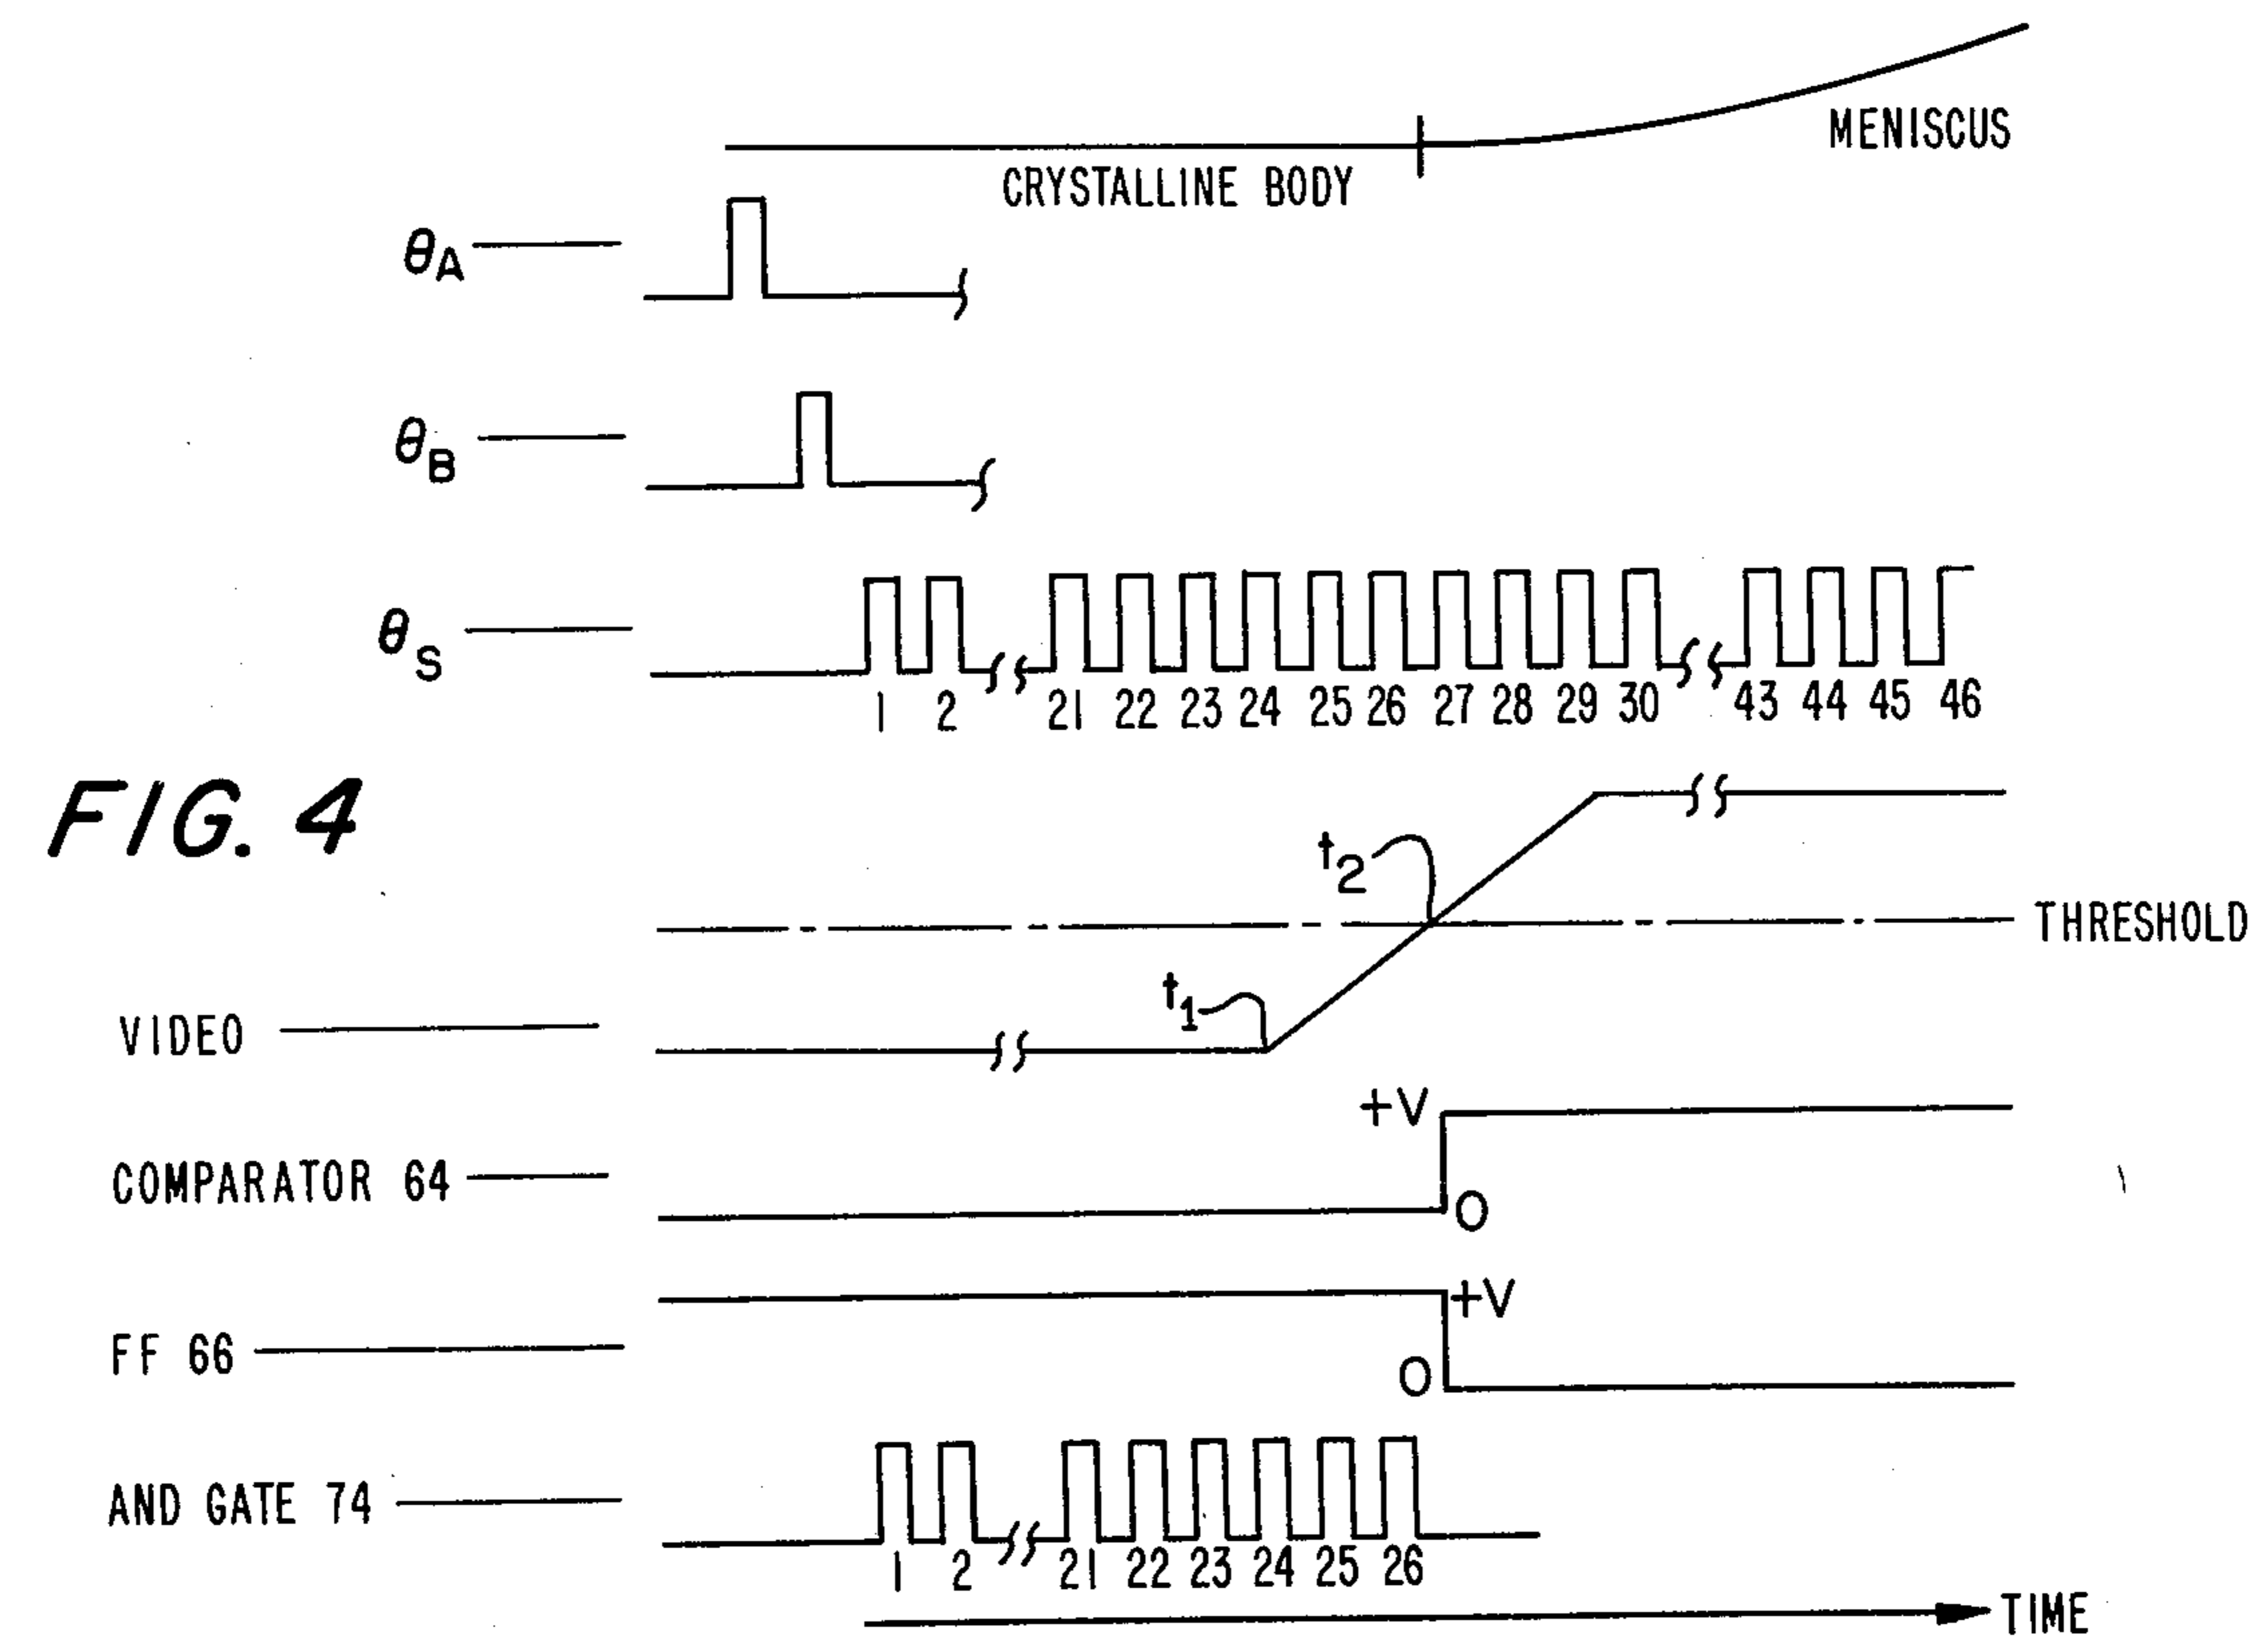 MENISCUS
CRYSTALLINE BODY
θA
θB
θS
1 2 21 22 23 24 25 26 27 28 29 30 43 44 45 46
FIG. 4
t2
THRESHOLD
t1
VIDEO
+V
COMPARATOR 64
0
+V
FF 66
0
AND GATE 74
1 2 21 22 23 24 25 26
TIME